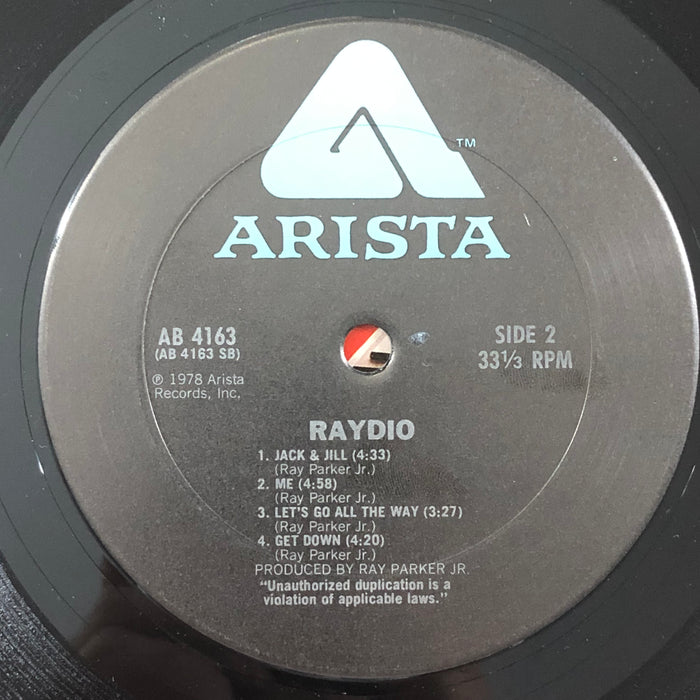 ™
ARISTA
AB 4163
(AB 4163 SB)
SIDE 2
33⅓ RPM
℗ 1978 Arista
Records, Inc.
RAYDIO
1. JACK & JILL (4:33)
(Ray Parker Jr.)
2. ME (4:58)
(Ray Parker Jr.)
3. LET'S GO ALL THE WAY (3:27)
(Ray Parker Jr.)
4. GET DOWN (4:20)
(Ray Parker Jr.)
PRODUCED BY RAY PARKER JR.
"Unauthorized duplication is a
violation of applicable laws."